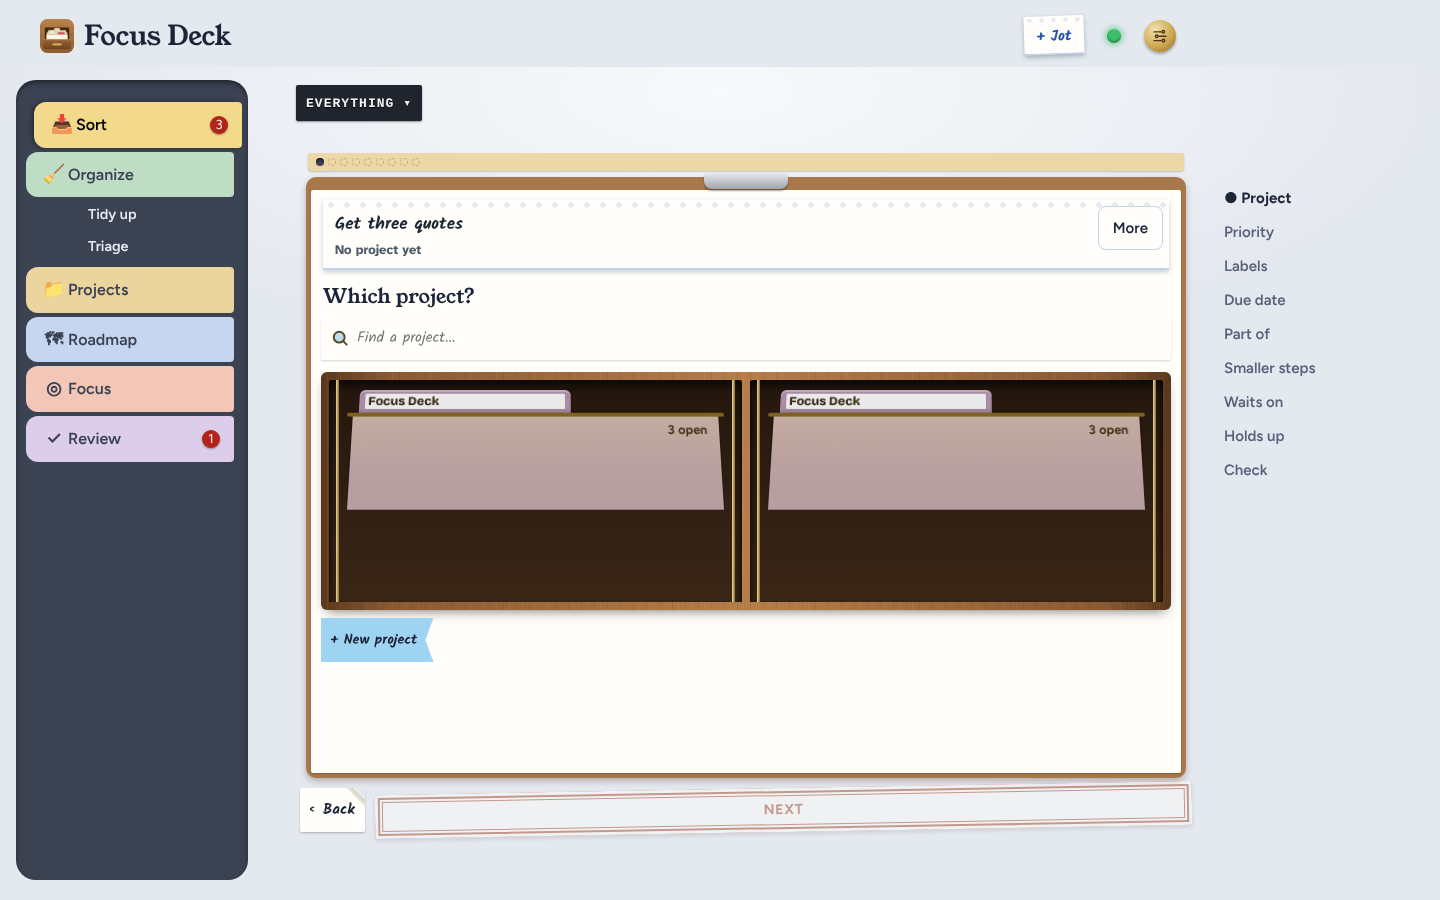 Focus Deck
+ Jot
Sort
3
Organize
Tidy up
Triage
Projects
Roadmap
Focus
Review
1
EVERYTHING ▾
Get three quotes
No project yet
More
Which project?
Find a project...
Focus Deck
3 open
Focus Deck
3 open
+ New project
‹ Back
NEXT
Project
Priority
Labels
Due date
Part of
Smaller steps
Waits on
Holds up
Check